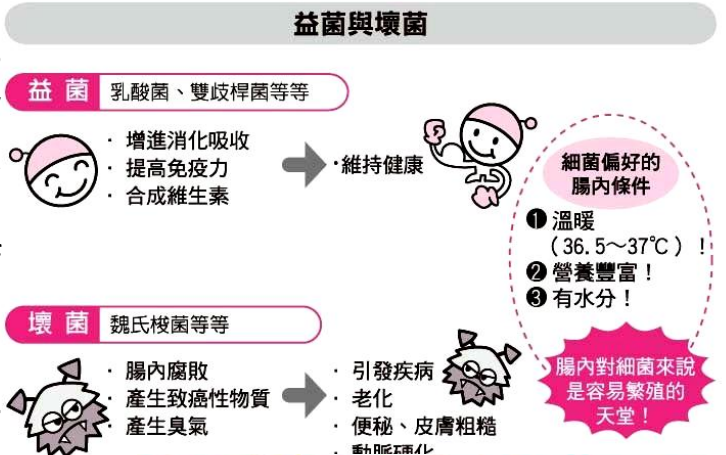 益菌與壞菌
益 菌 乳酸菌、雙歧桿菌等等
· 增進消化吸收
· 提高免疫力
· 合成維生素
·維持健康
細菌偏好的
腸內條件
❶ 溫暖
(36.5～37℃)！
❷ 營養豐富！
❸ 有水分！
壞 菌 魏氏梭菌等等
· 腸內腐敗
· 產生致癌性物質
· 產生臭氣
· 引發疾病
· 老化
· 便秘、皮膚粗糙
· 動脈硬化
腸內對細菌來說
是容易繁殖的
天堂！